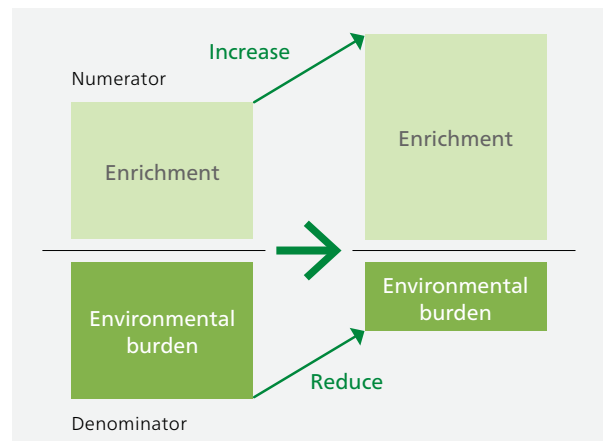 Increase
Numerator
Enrichment
Enrichment
Environmental
burden
Environmental
burden
Reduce
Denominator